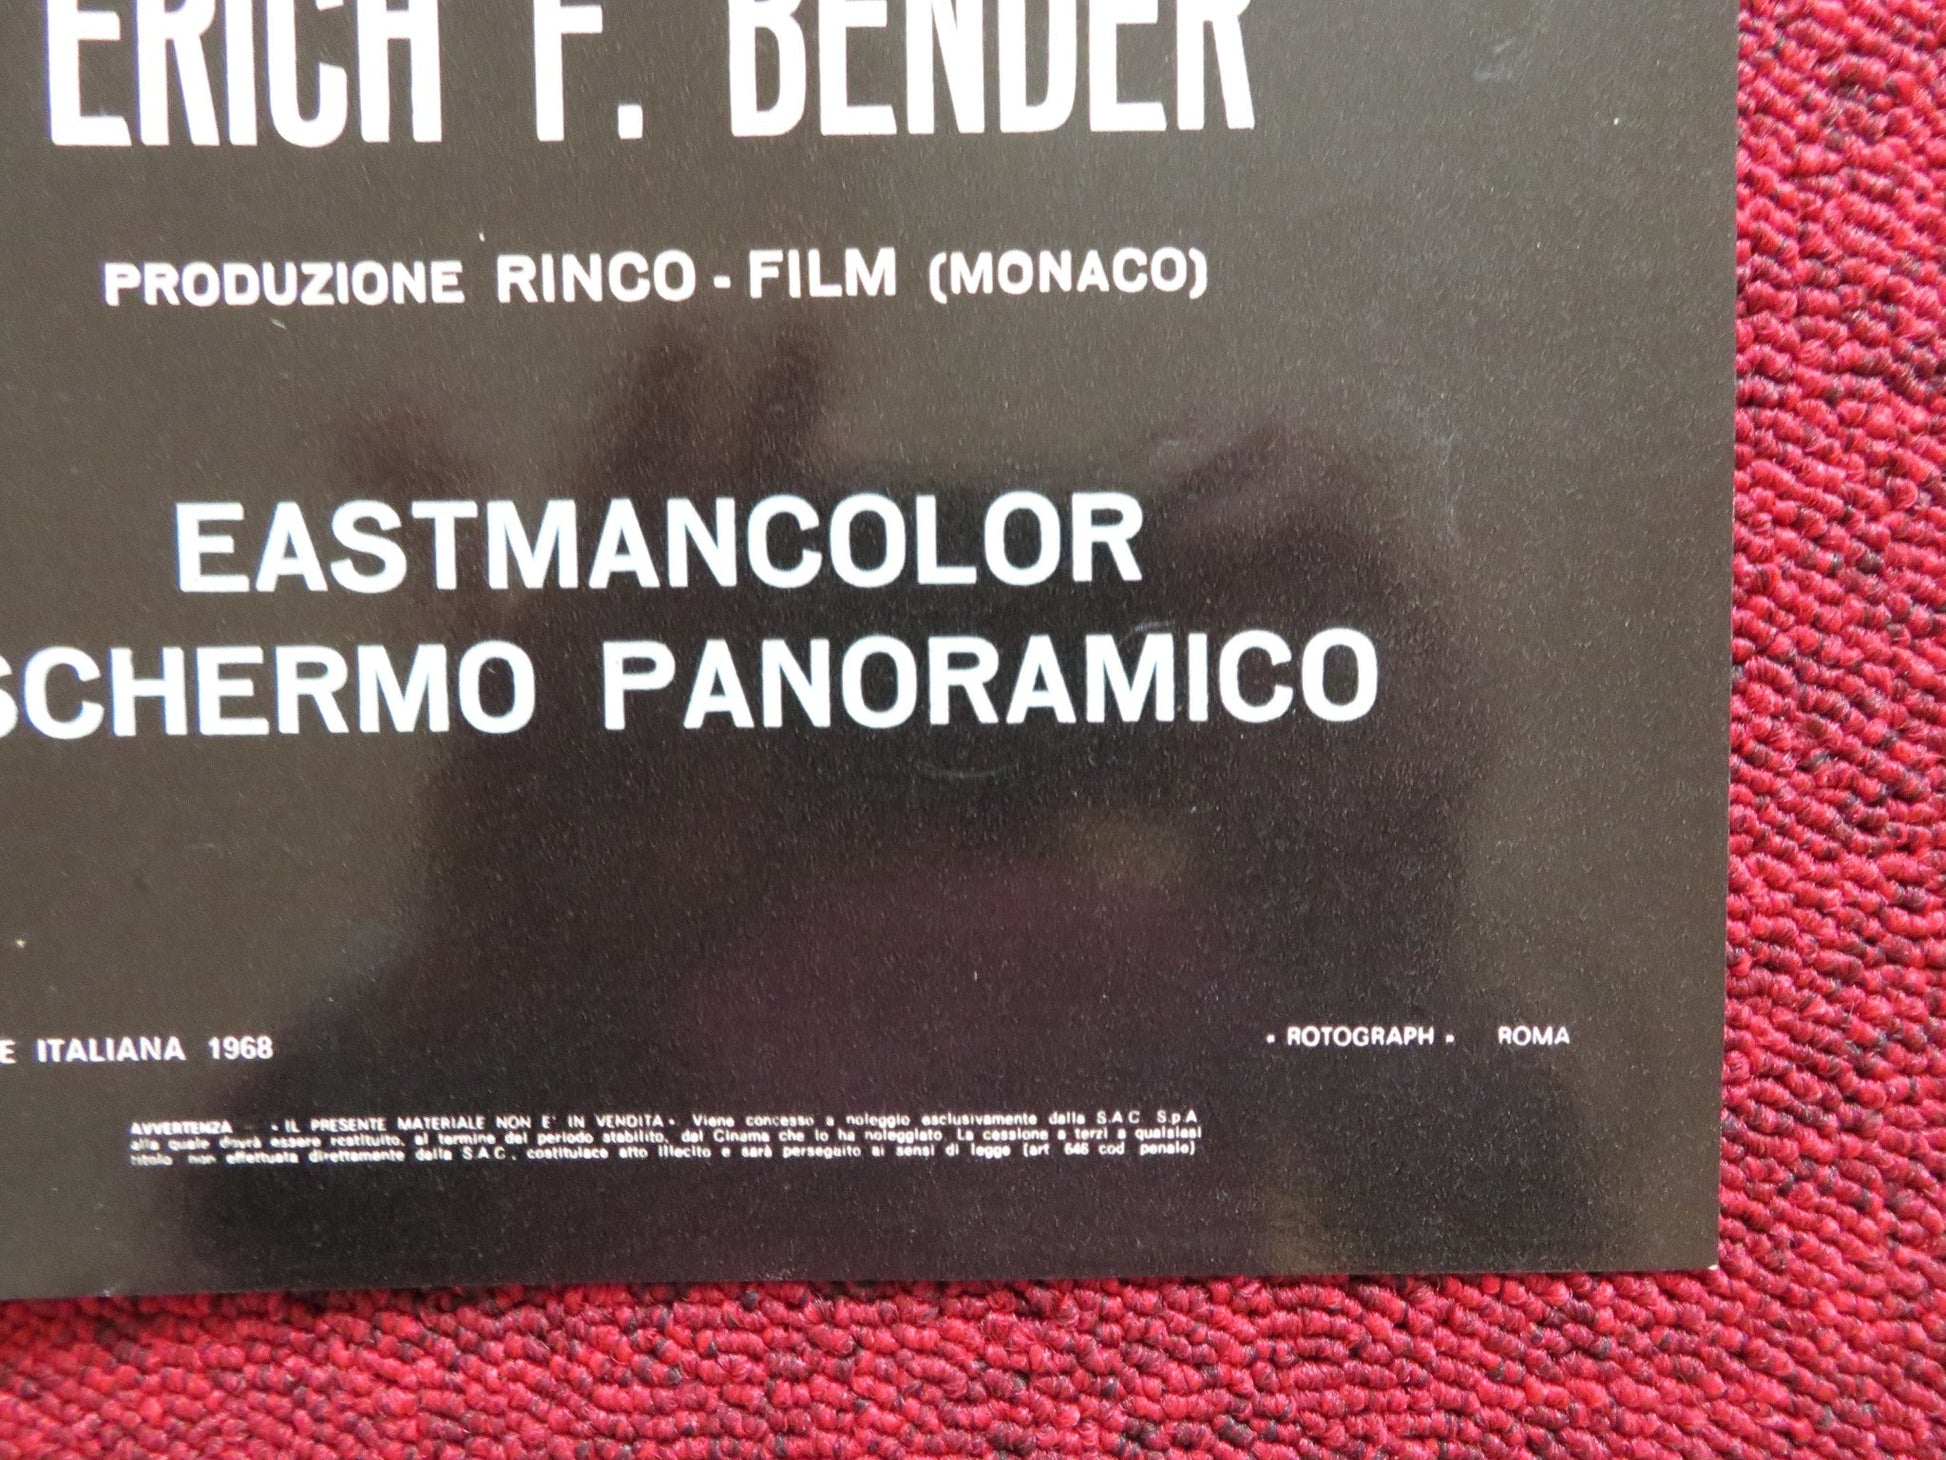 ERICH F. BENDER
PRODUZIONE RINCO - FILM (MONACO)
EASTMANCOLOR
SCHERMO PANORAMICO
E ITALIANA 1968
« ROTOGRAPH » ROMA
AVVERTENZA - « IL PRESENTE MATERIALE NON E' IN VENDITA ». Viene concesso a noleggio esclusivamente dalla S.A.C. S.p.A.
alla quale dovrà essere restituito, al termine del periodo stabilito, dal Cinema che lo ha noleggiato. La cessione a terzi a qualsiasi
titolo non effettuata direttamente dalla S.A.C., costituisce atto illecito e sarà perseguito ai sensi di legge (art 646 cod penale)